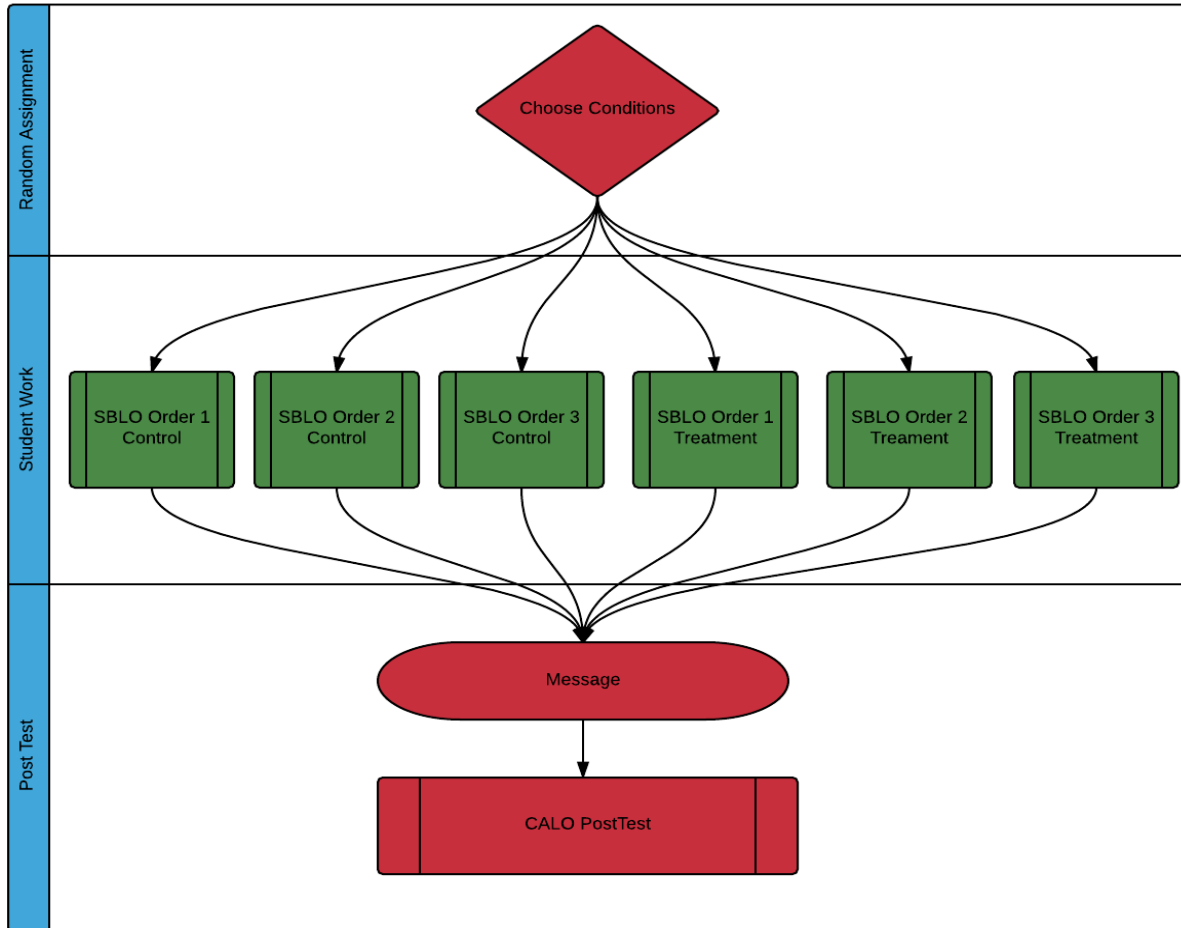 Random Assignment
Choose Conditions
Student Work
SBLO Order 1
Control
SBLO Order 2
Control
SBLO Order 3
Control
SBLO Order 1
Treatment
SBLO Order 2
Treament
SBLO Order 3
Treatment
Post Test
Message
CALO PostTest